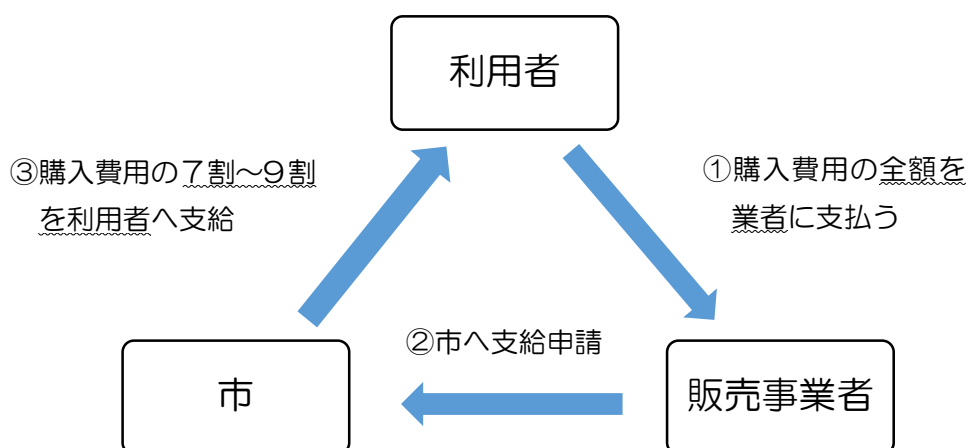 利用者
③購入費用の７割～９割
を利用者へ支給
①購入費用の全額を
業者に支払う
②市へ支給申請
市
販売事業者